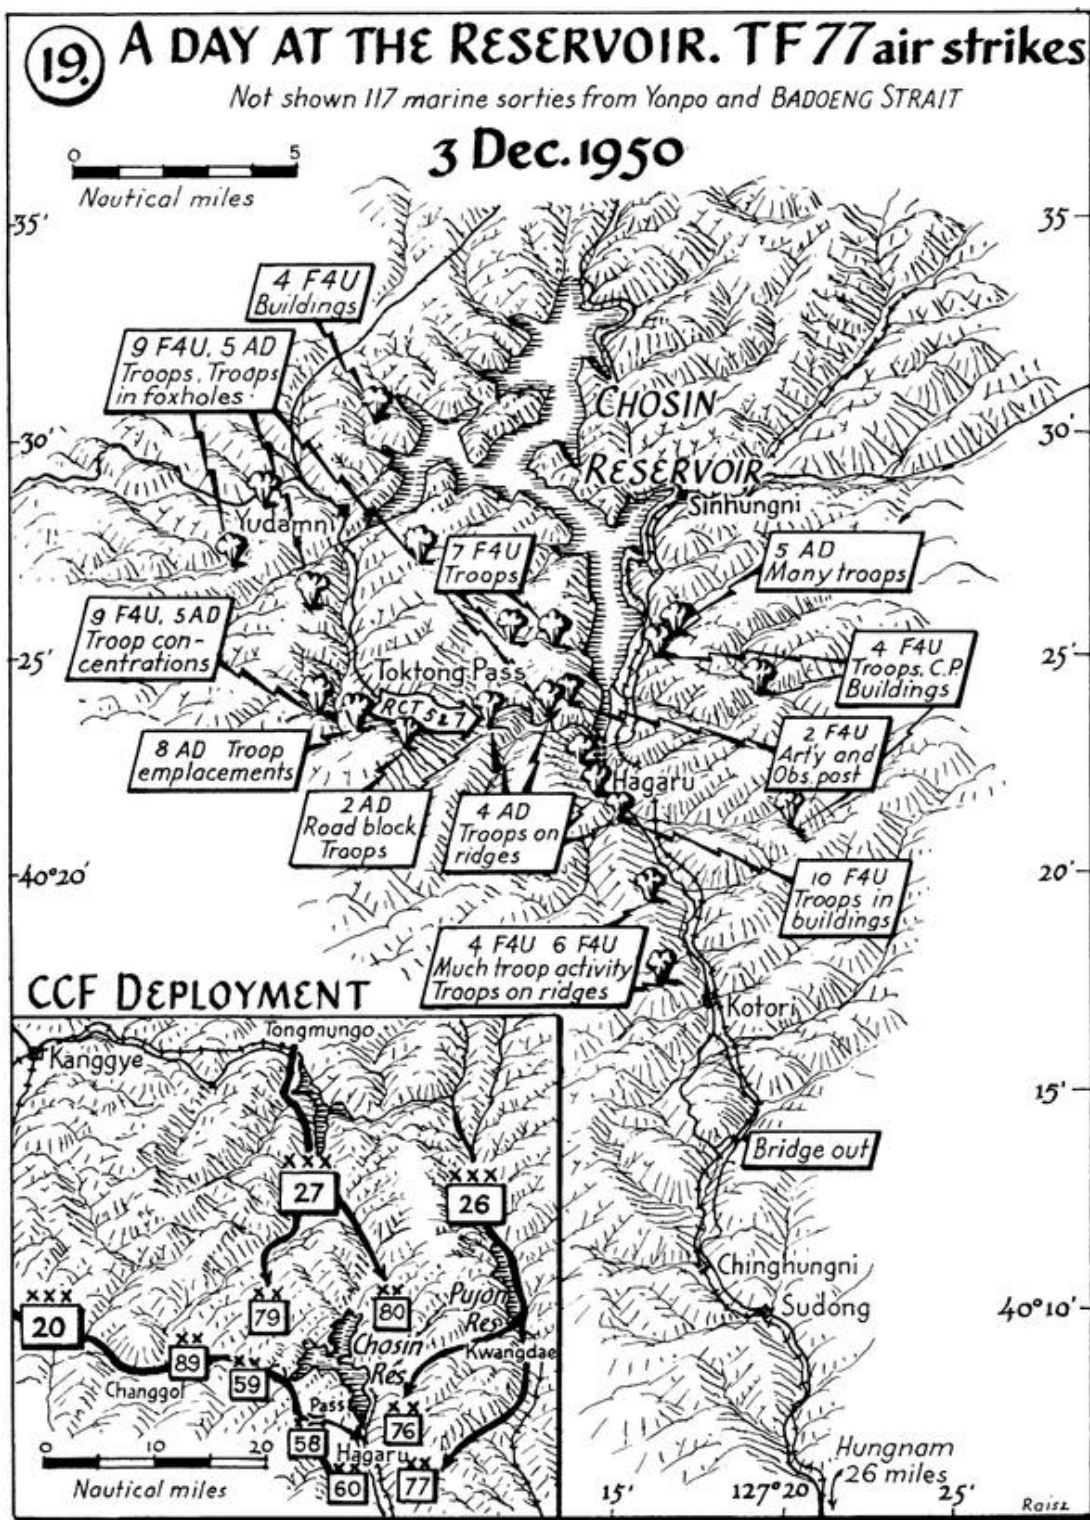 19. A DAY AT THE RESERVOIR. TF 77 air strikes
Not shown 117 marine sorties from Yonpo and BADOENG STRAIT
3 Dec. 1950
0 5
Nautical miles
35'
35'
4 F4U
Buildings
9 F4U, 5 AD
Troops, Troops
in foxholes
CHOSIN
RESERVOIR
30'
30'
Yudamni
Sinhungni
7 F4U
Troops
5 AD
Many troops
9 F4U, 5AD
Troop con-
centrations
25'
25'
Toktong Pass
RCT 5 & 7
4 F4U
Troops, C.P.
Buildings
8 AD Troop
emplacements
2 F4U
Arty and
Obs. post
Hagaru
2 AD
Road block
Troops
4 AD
Troops on
ridges
40°20'
20'
10 F4U
Troops in
buildings
4 F4U 6 F4U
Much troop activity
Troops on ridges
Kotori
CCF DEPLOYMENT
Tongmungo
Kanggye
15'
Bridge out
27
26
Chinghungni
Sudong
40°10'
79
80
Pujon
Res
20
Chosin
Res.
Kwangdae
89
59
Changgol
Pass
76
58
Hagaru
77
60
0 10 20
Nautical miles
Hungnam
26 miles
15'
127°20
25'
Raisz